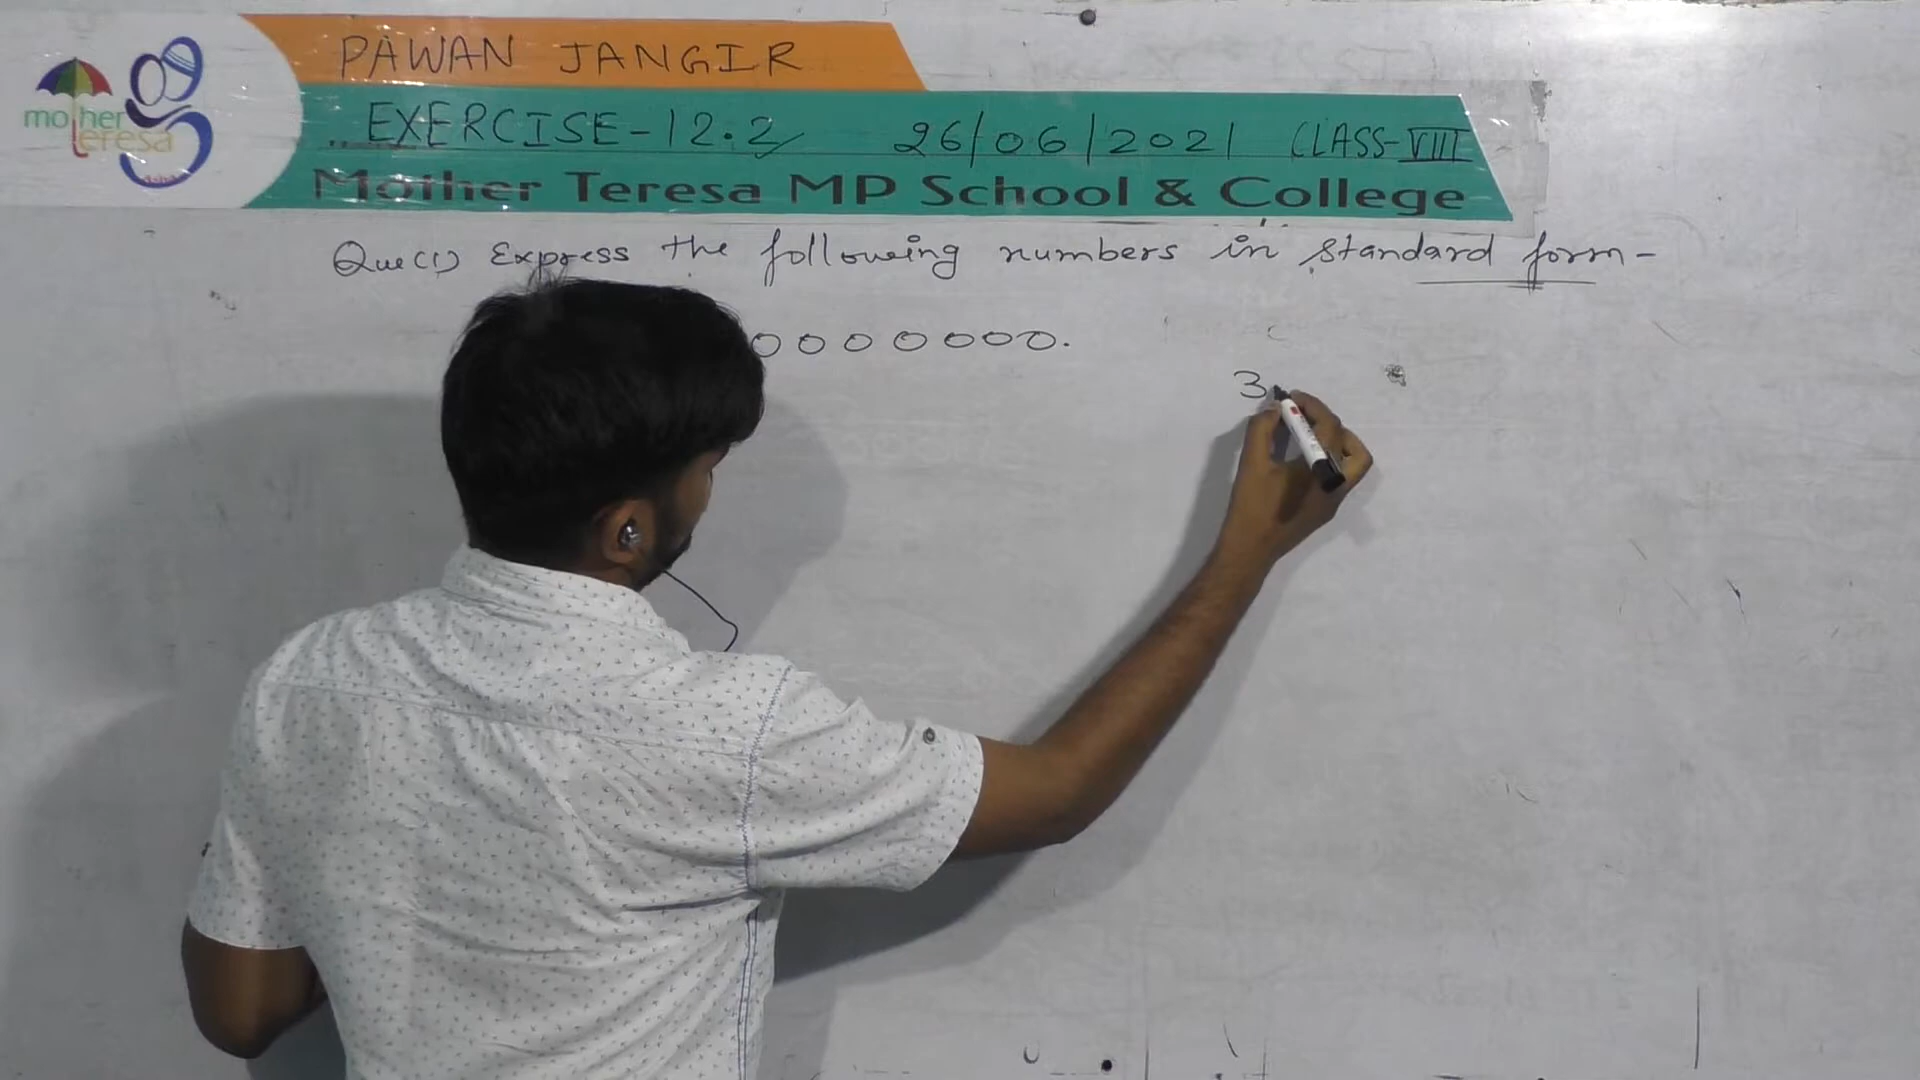 PAWAN JANGIR
mother teresa
EXERCISE-12.2 26/06/2021 CLASS-VIII
Mother Teresa MP School & College
Que(1) Express the following numbers in standard form-
0000000.
3